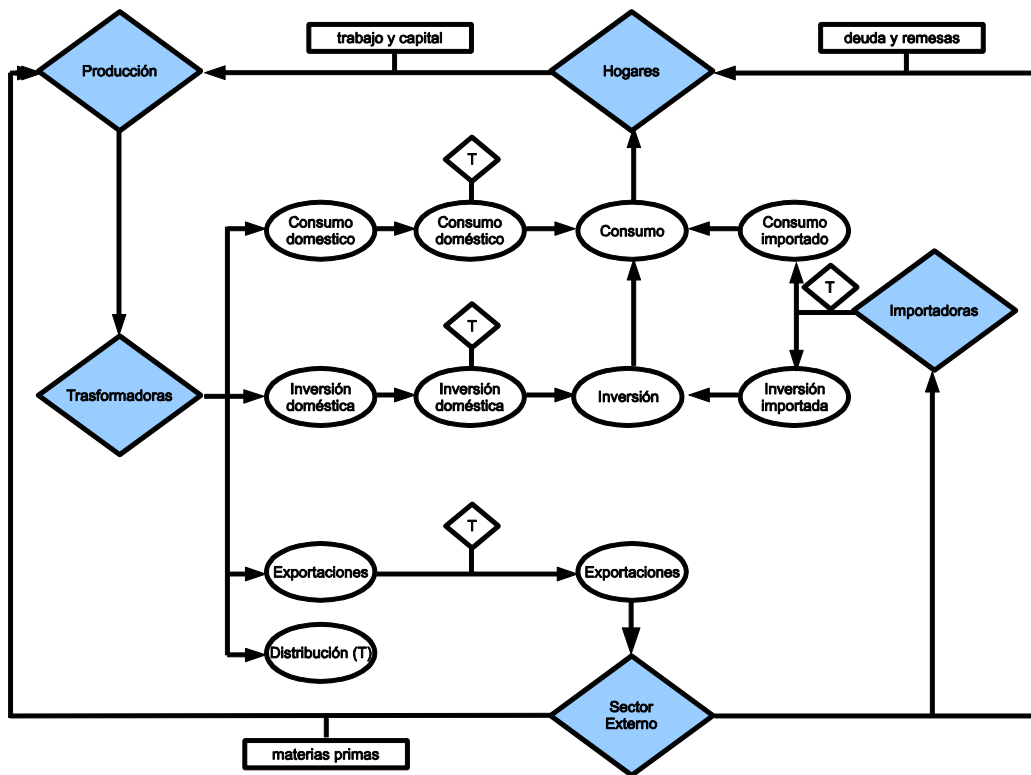 trabajo y capital
deuda y remesas
Producción
Hogares
T
Consumo
domestico
Consumo
doméstico
Consumo
Consumo
importado
T
Importadoras
T
Trasformadoras
Inversión
doméstica
Inversión
doméstica
Inversión
Inversión
importada
T
Exportaciones
Exportaciones
Distribución (T)
Sector
Externo
materias primas